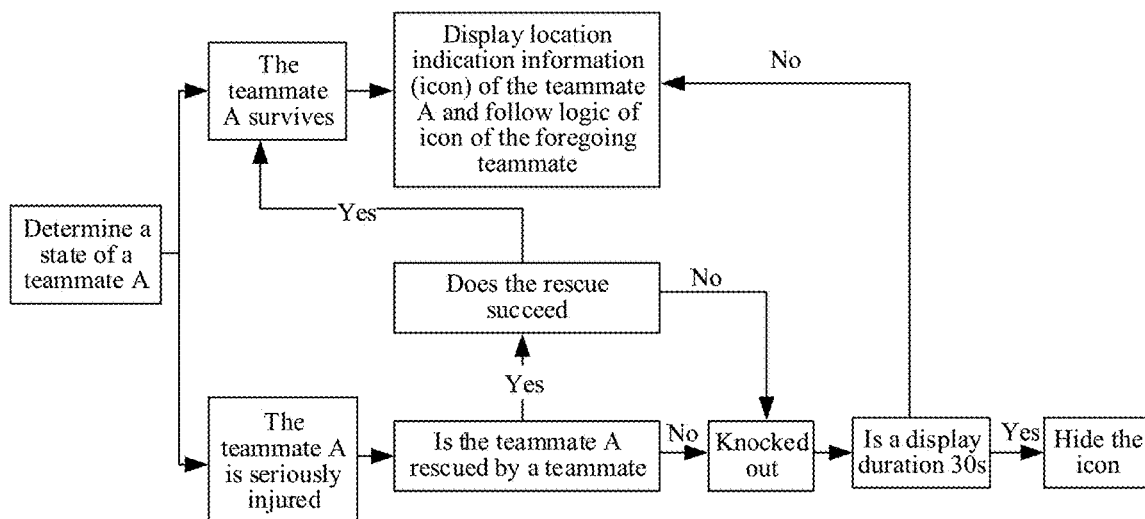 The
teammate
A survives
Display location
indication information
(icon) of the teammate
A and follow logic of
icon of the foregoing
teammate
No
Yes
Determine a
state of a
teammate A
Does the rescue
succeed
No
Yes
The
teammate A
is seriously
injured
Is the teammate A
rescued by a teammate
No
Knocked
out
Is a display
duration 30s
Yes
Hide the
icon